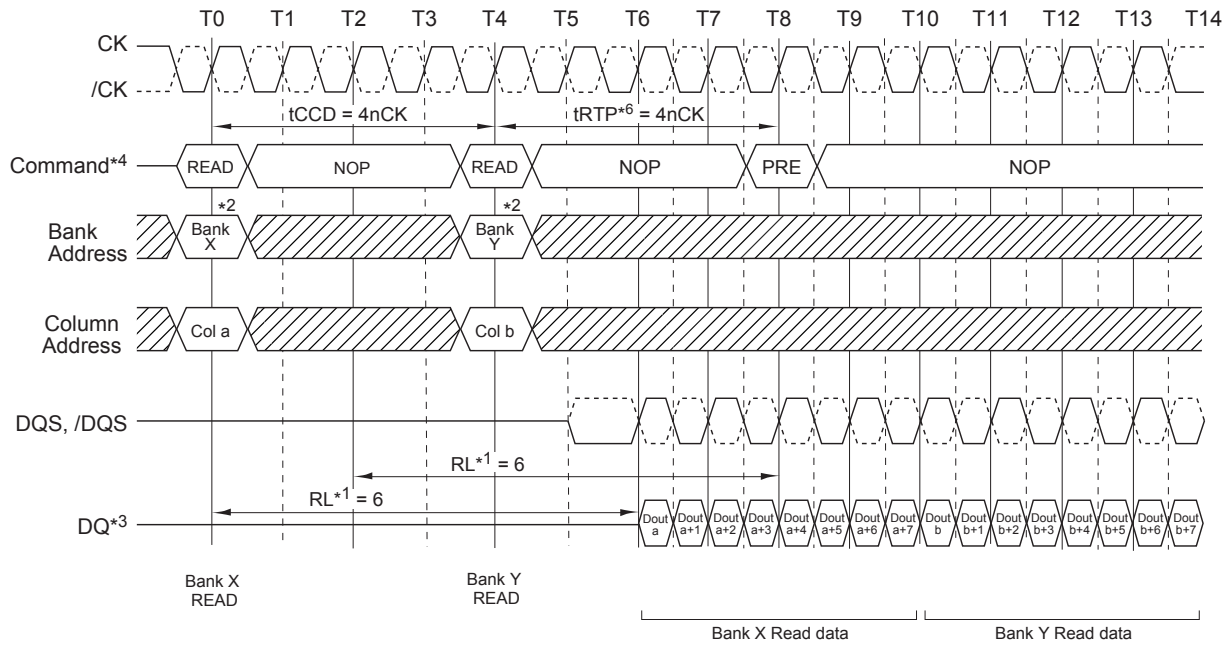 T0 T1 T2 T3 T4 T5 T6 T7 T8 T9 T10 T11 T12 T13 T14
CK
/CK
tCCD = 4nCK
tRTP*6 = 4nCK
Command*4
READ
NOP
READ
NOP
PRE
NOP
*2
*2
Bank
Address
Bank
X
Bank
Y
Column
Address
Col a
Col b
DQS, /DQS
RL*1 = 6
RL*1 = 6
DQ*3
Dout Dout Dout Dout Dout Dout Dout Dout Dout Dout Dout Dout Dout Dout Dout Dout
a a+1 a+2 a+3 a+4 a+5 a+6 a+7 b b+1 b+2 b+3 b+4 b+5 b+6 b+7
Bank X
READ
Bank Y
READ
Bank X Read data
Bank Y Read data